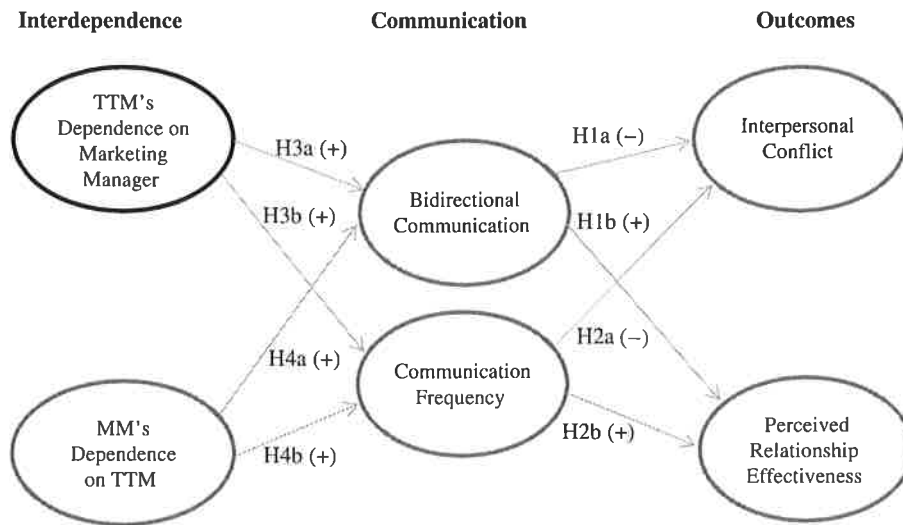 Interdependence
Communication
Outcomes
TTM's
Dependence on
Marketing
Manager
H3a (+)
H3b (+)
Bidirectional
Communication
H1a (−)
H1b (+)
Interpersonal
Conflict
MM's
Dependence
on TTM
H4a (+)
H4b (+)
Communication
Frequency
H2a (−)
H2b (+)
Perceived
Relationship
Effectiveness